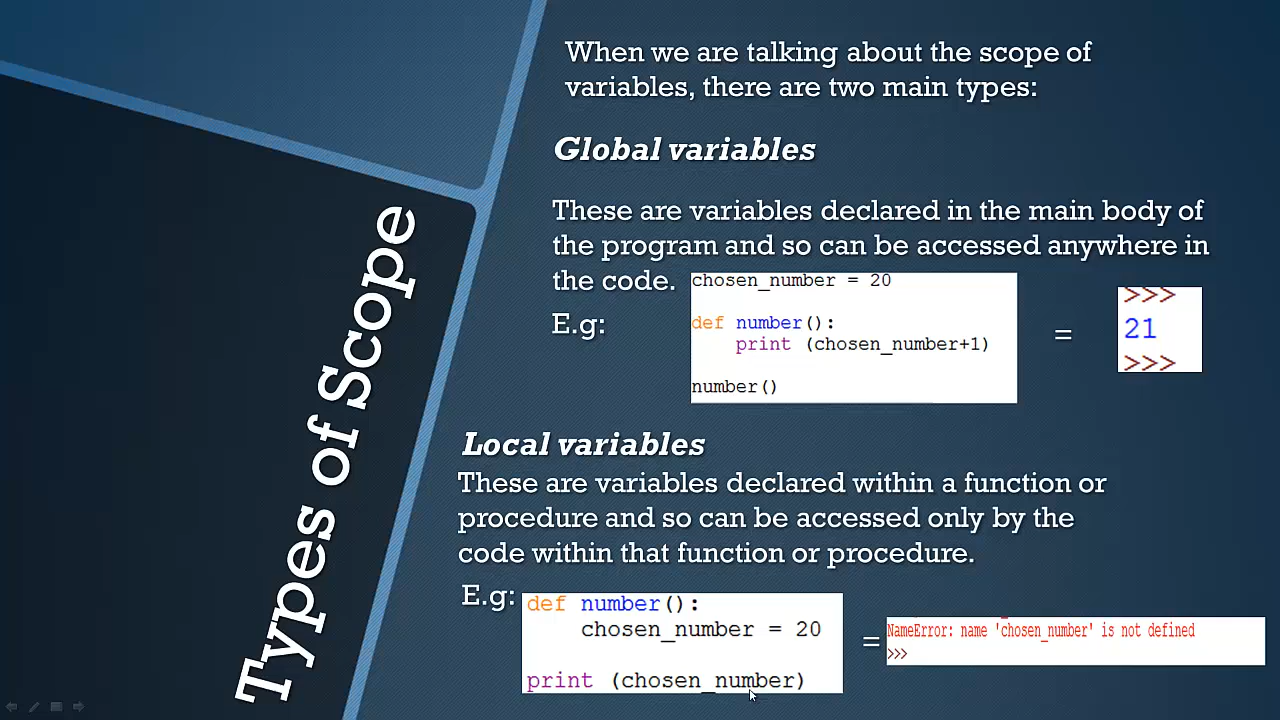 Types of Scope
When we are talking about the scope of
variables, there are two main types:
Global variables
These are variables declared in the main body of
the program and so can be accessed anywhere in
the code.
E.g:
chosen_number = 20
def number():
    print (chosen_number+1)
number()
=
>>>
21
>>>
Local variables
These are variables declared within a function or
procedure and so can be accessed only by the
code within that function or procedure.
E.g:
def number():
    chosen_number = 20
print (chosen_number)
=
NameError: name 'chosen_number' is not defined
>>>